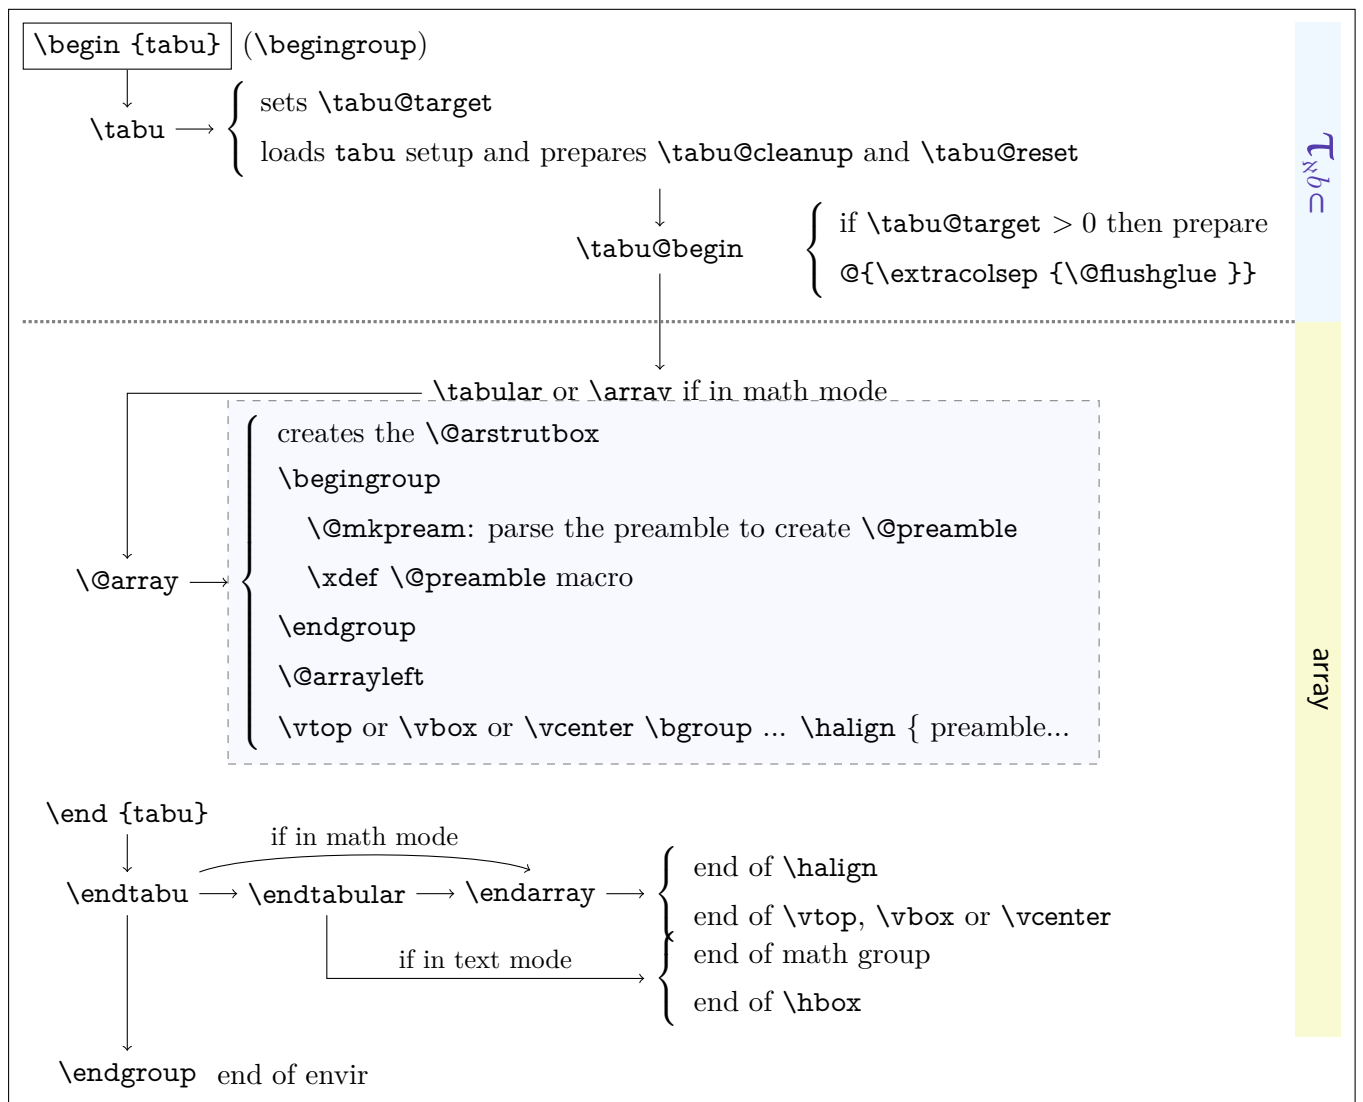 \begin {tabu} (\begingroup)
\tabu
sets \tabu@target
loads tabu setup and prepares \tabu@cleanup and \tabu@reset
\tabu@begin
if \tabu@target > 0 then prepare
@{\extracolsep {\@flushglue }}
\tabular or \array if in math mode
creates the \@arstrutbox
\begingroup
\@mkpream: parse the preamble to create \@preamble
\@array
\xdef \@preamble macro
\endgroup
\@arrayleft
\vtop or \vbox or \vcenter \bgroup ... \halign { preamble...
array
\end {tabu}
if in math mode
\endtabu
\endtabular
\endarray
end of \halign
end of \vtop, \vbox or \vcenter
if in text mode
end of math group
end of \hbox
\endgroup end of envir